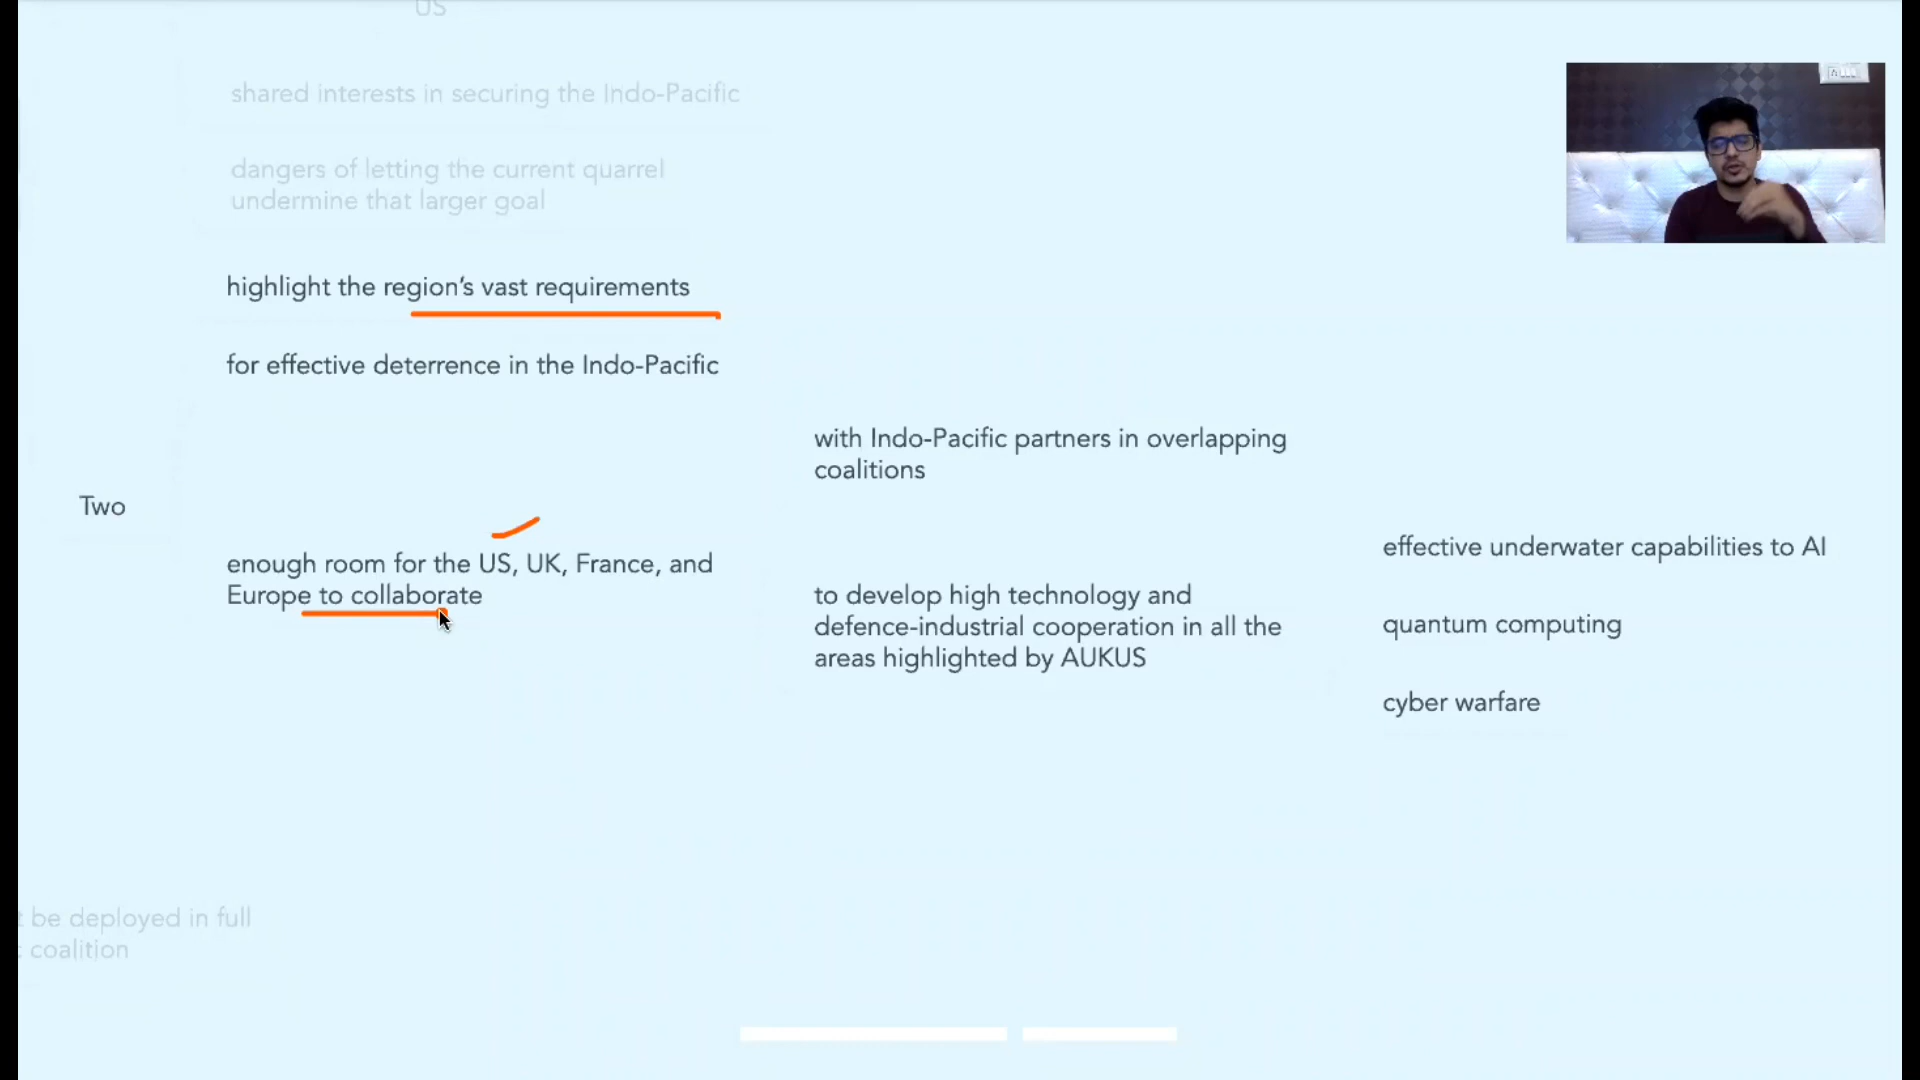 US
shared interests in securing the Indo-Pacific
dangers of letting the current quarrel
undermine that larger goal
highlight the region's vast requirements
for effective deterrence in the Indo-Pacific
Two
enough room for the US, UK, France, and
Europe to collaborate
with Indo-Pacific partners in overlapping
coalitions
to develop high technology and
defence-industrial cooperation in all the
areas highlighted by AUKUS
effective underwater capabilities to AI
quantum computing
cyber warfare
be deployed in full
coalition